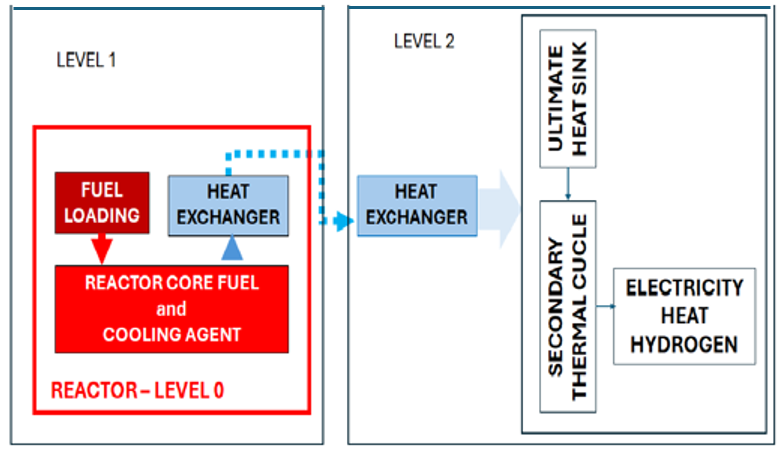 LEVEL 1
FUEL
LOADING
HEAT
EXCHANGER
REACTOR CORE FUEL
and
COOLING AGENT
REACTOR – LEVEL 0
LEVEL 2
HEAT
EXCHANGER
ULTIMATE
HEAT SINK
SECONDARY
THERMAL CUCLE
ELECTRICITY
HEAT
HYDROGEN